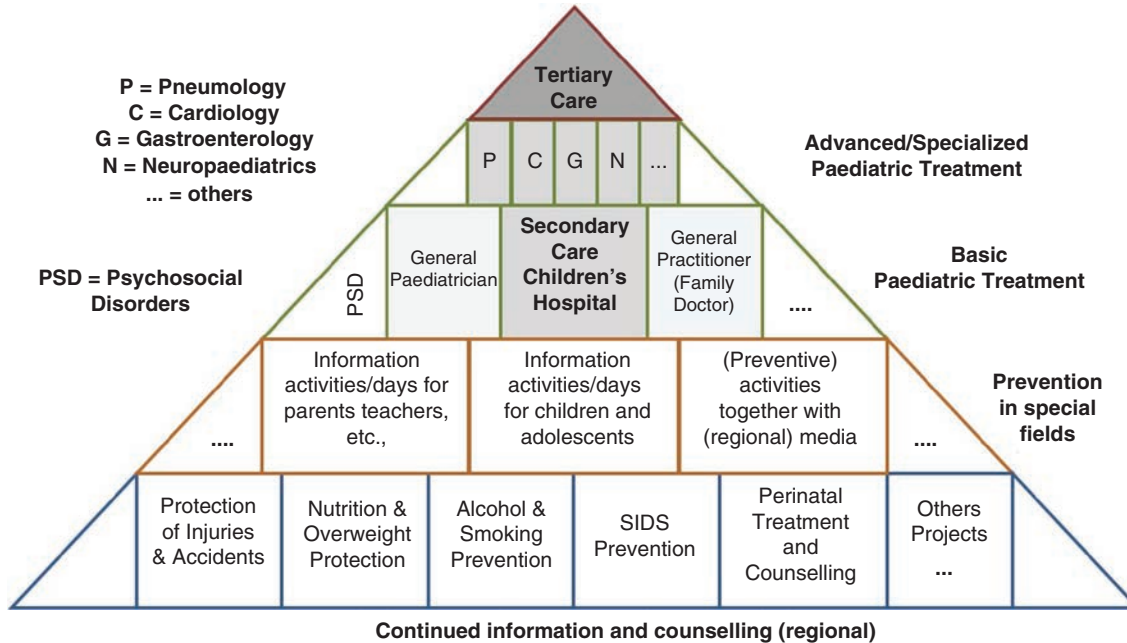 Tertiary
Care
P = Pneumology
C = Cardiology
G = Gastroenterology
N = Neuropaediatrics
... = others
P
C
G
N
...
Advanced/Specialized
Paediatric Treatment
PSD = Psychosocial
Disorders
PSD
General
Paediatrician
Secondary
Care
Children's
Hospital
General
Practitioner
(Family
Doctor)
....
Basic
Paediatric Treatment
....
Information
activities/days for
parents teachers,
etc.,
Information
activities/days
for children and
adolescents
(Preventive)
activities
together with
(regional) media
....
Prevention
in special
fields
Protection
of Injuries
& Accidents
Nutrition &
Overweight
Protection
Alcohol &
Smoking
Prevention
SIDS
Prevention
Perinatal
Treatment
and
Counselling
Others
Projects
...
Continued information and counselling (regional)